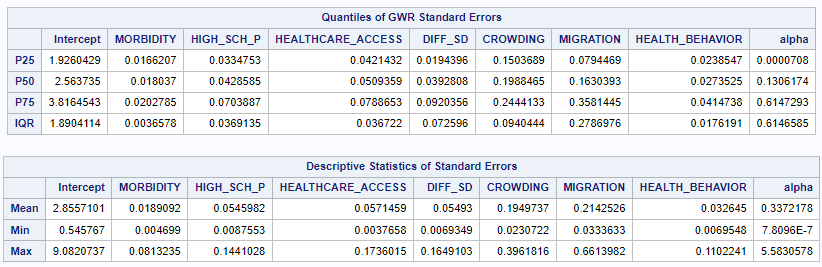 Quantiles of GWR Standard Errors
Intercept MORBIDITY HIGH_SCH_P HEALTHCARE_ACCESS DIFF_SD CROWDING MIGRATION HEALTH_BEHAVIOR alpha
P25 1.9260429 0.0166207 0.0334753 0.0421432 0.0194396 0.1503689 0.0794469 0.0238547 0.0000708
P50 2.563735 0.018037 0.0428585 0.0509359 0.0392808 0.1988465 0.1630393 0.0273525 0.1306174
P75 3.8164543 0.0202785 0.0703887 0.0788653 0.0920356 0.2444133 0.3581445 0.0414738 0.6147293
IQR 1.8904114 0.0036578 0.0369135 0.036722 0.072596 0.0940444 0.2786976 0.0176191 0.6146585
Descriptive Statistics of Standard Errors
Intercept MORBIDITY HIGH_SCH_P HEALTHCARE_ACCESS DIFF_SD CROWDING MIGRATION HEALTH_BEHAVIOR alpha
Mean 2.8557101 0.0189092 0.0545982 0.0571459 0.05493 0.1949737 0.2142526 0.032645 0.3372178
Min 0.545767 0.004699 0.0087553 0.0037658 0.0069349 0.0230722 0.0333633 0.0069548 7.8096E-7
Max 9.0820737 0.0813235 0.1441028 0.1736015 0.1649103 0.3961816 0.6613982 0.1102241 5.5830578